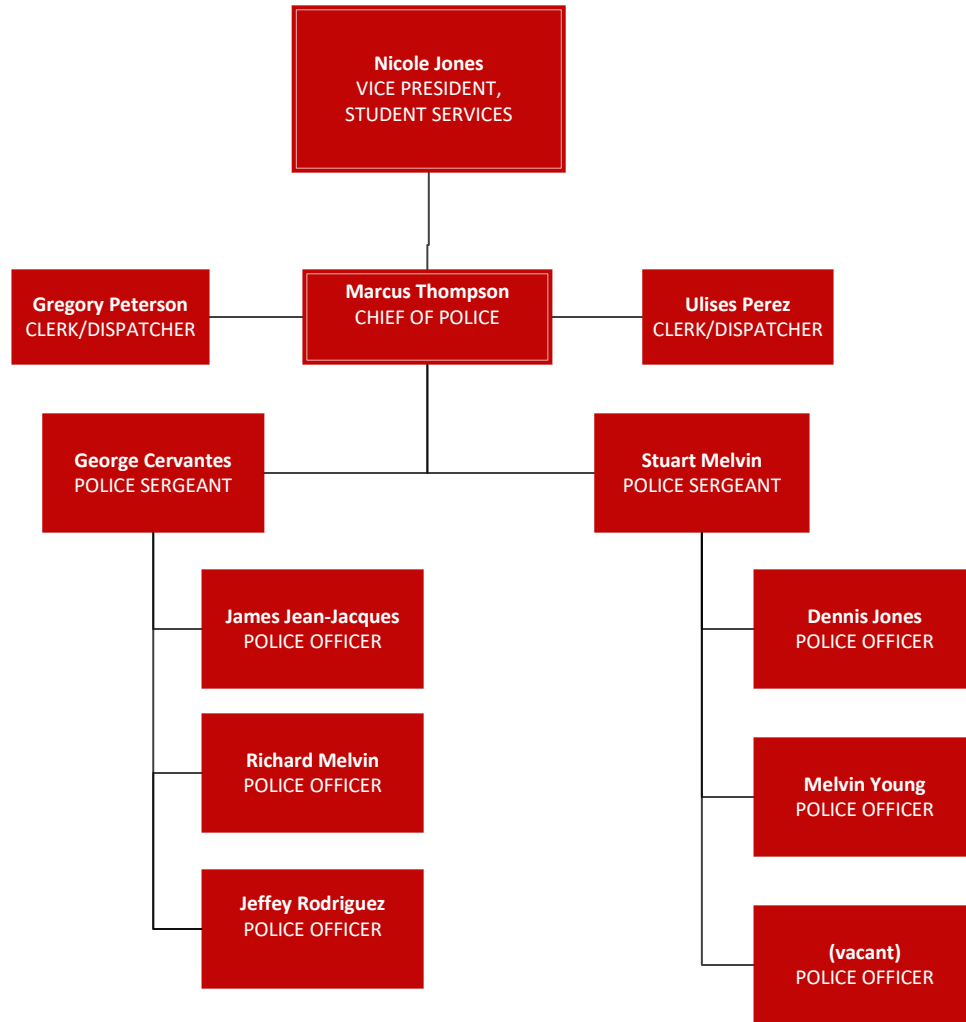 Nicole Jones
VICE PRESIDENT,
STUDENT SERVICES
Gregory Peterson
CLERK/DISPATCHER
Marcus Thompson
CHIEF OF POLICE
Ulises Perez
CLERK/DISPATCHER
George Cervantes
POLICE SERGEANT
Stuart Melvin
POLICE SERGEANT
James Jean-Jacques
POLICE OFFICER
Richard Melvin
POLICE OFFICER
Jeffey Rodriguez
POLICE OFFICER
Dennis Jones
POLICE OFFICER
Melvin Young
POLICE OFFICER
(vacant)
POLICE OFFICER